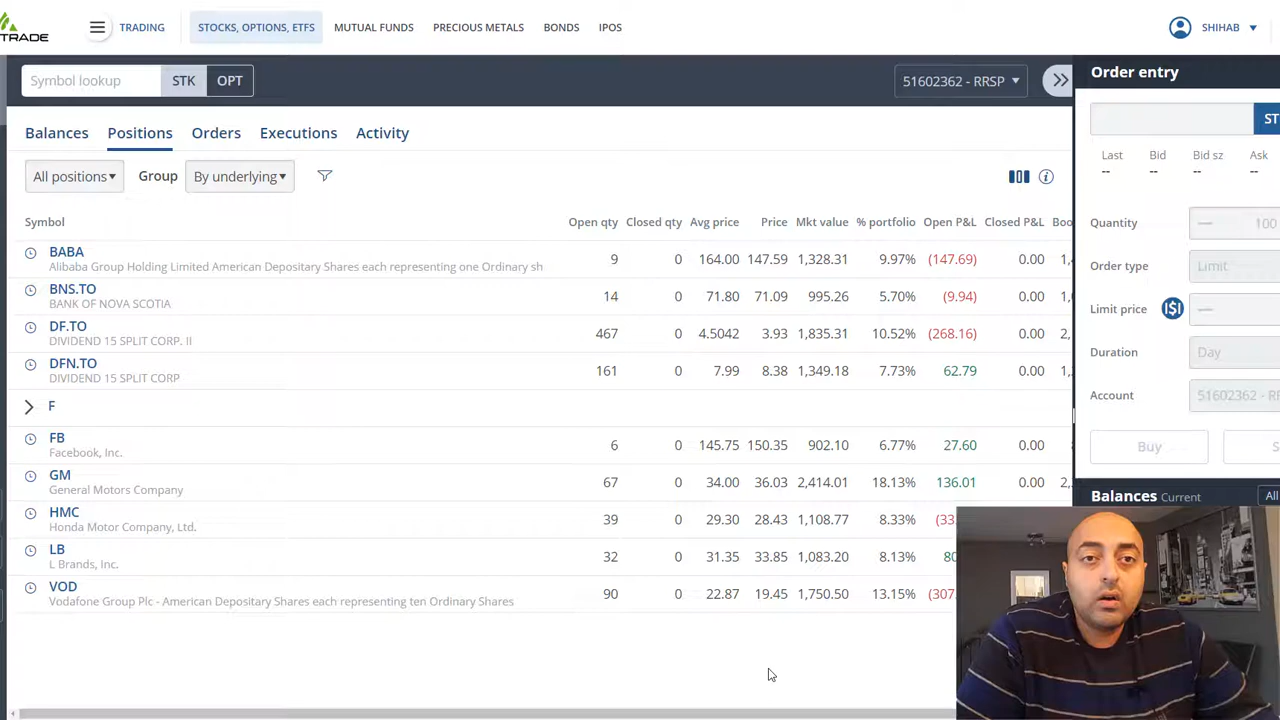 TRADE
TRADING
STOCKS, OPTIONS, ETFS
MUTUAL FUNDS
PRECIOUS METALS
BONDS
IPOS
SHIHAB
Symbol lookup
STK
OPT
51602362 - RRSP
Order entry
ST
Balances
Positions
Orders
Executions
Activity
All positions
Group
By underlying
Last Bid Bid sz Ask
-- -- -- --
Symbol Open qty Closed qty Avg price Price Mkt value % portfolio Open P&L Closed P&L Boo
BABA 9 0 164.00 147.59 1,328.31 9.97% (147.69) 0.00 1,
Alibaba Group Holding Limited American Depositary Shares each representing one Ordinary sh
BNS.TO 14 0 71.80 71.09 995.26 5.70% (9.94) 0.00
BANK OF NOVA SCOTIA
DF.TO 467 0 4.5042 3.93 1,835.31 10.52% (268.16) 0.00 2,
DIVIDEND 15 SPLIT CORP. II
DFN.TO 161 0 7.99 8.38 1,349.18 7.73% 62.79 0.00
DIVIDEND 15 SPLIT CORP
F
FB 6 0 145.75 150.35 902.10 6.77% 27.60 0.00
Facebook, Inc.
GM 67 0 34.00 36.03 2,414.01 18.13% 136.01 0.00 2,
General Motors Company
HMC 39 0 29.30 28.43 1,108.77 8.33% (33.
Honda Motor Company, Ltd.
LB 32 0 31.35 33.85 1,083.20 8.13% 80
L Brands, Inc.
VOD 90 0 22.87 19.45 1,750.50 13.15% (307.
Vodafone Group Plc - American Depositary Shares each representing ten Ordinary Shares
Quantity 100
Order type Limit
Limit price
Duration Day
Account 51602362 - RR
Buy
S
Balances Current All